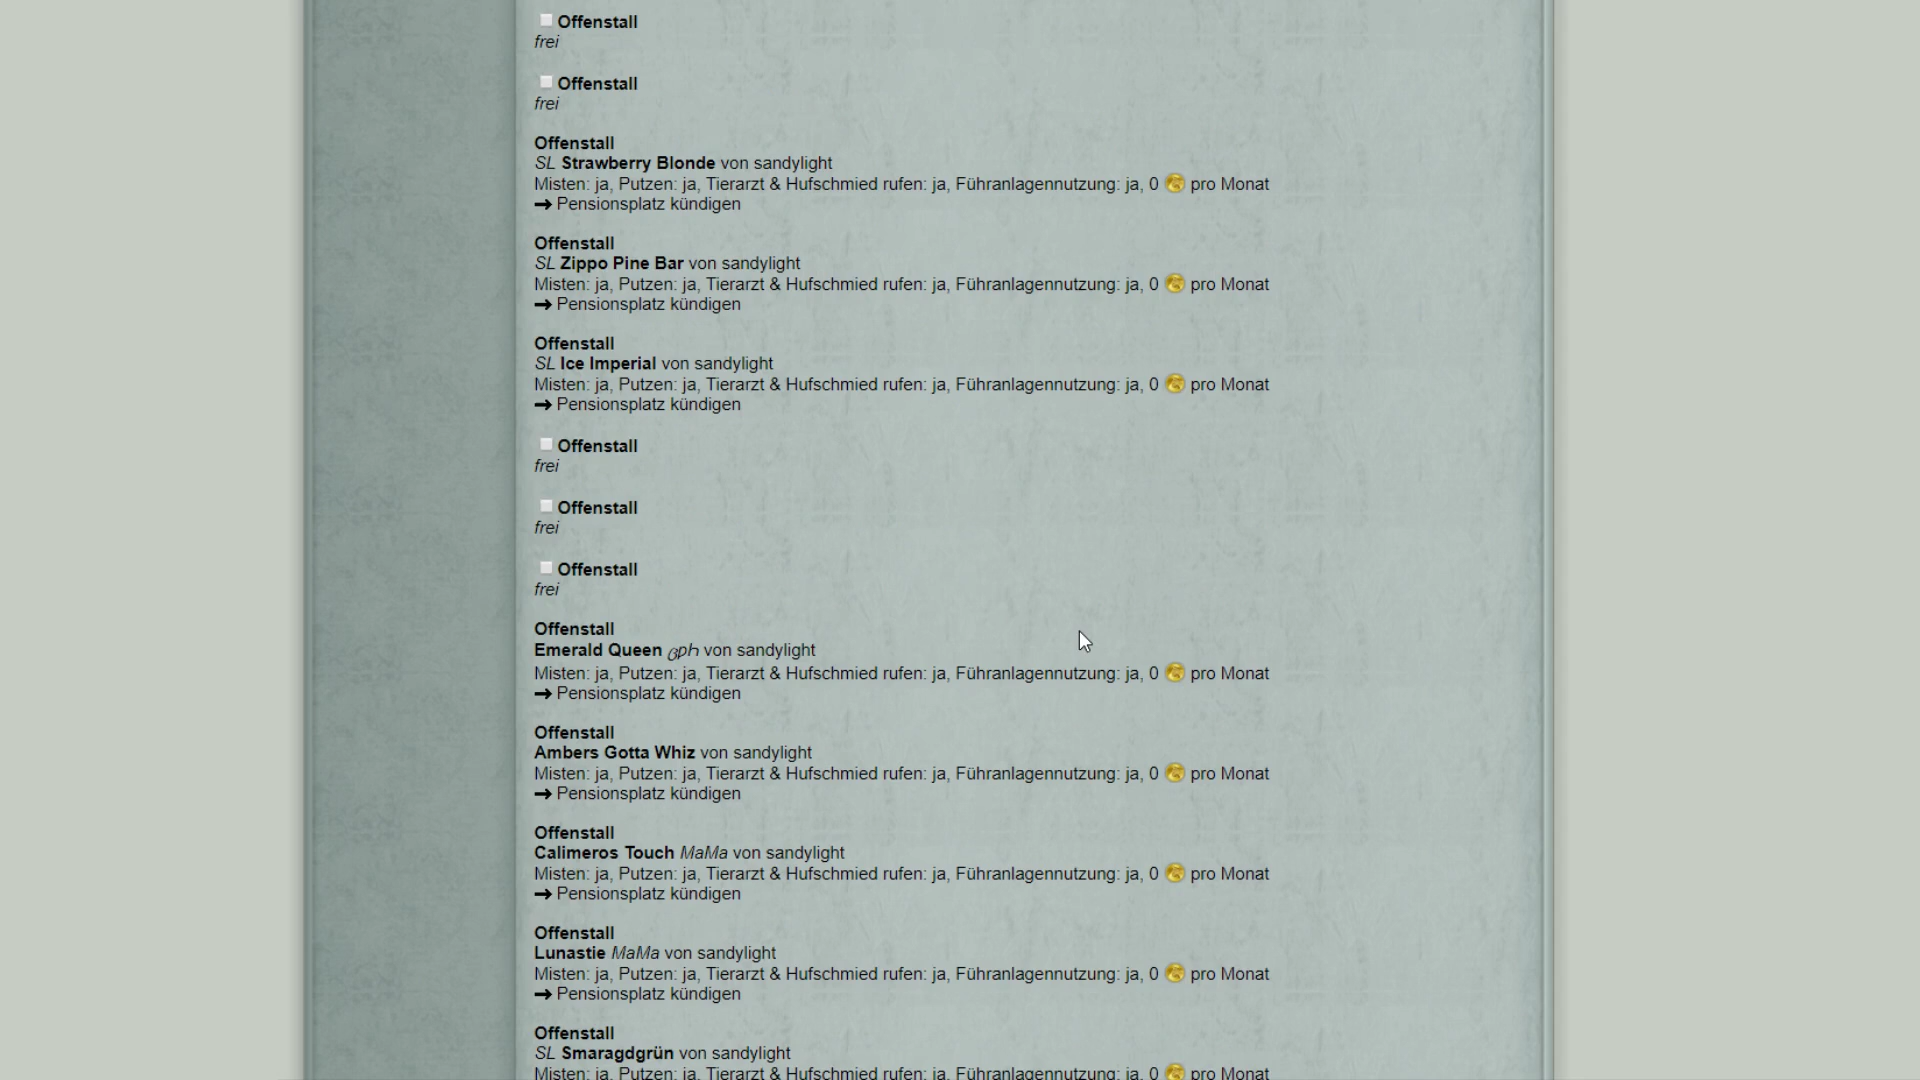 Offenstall
frei
Offenstall
frei
Offenstall
SL Strawberry Blonde von sandylight
Misten: ja, Putzen: ja, Tierarzt & Hufschmied rufen: ja, Führanlagennutzung: ja, 0 pro Monat
➞ Pensionsplatz kündigen
Offenstall
SL Zippo Pine Bar von sandylight
Misten: ja, Putzen: ja, Tierarzt & Hufschmied rufen: ja, Führanlagennutzung: ja, 0 pro Monat
➞ Pensionsplatz kündigen
Offenstall
SL Ice Imperial von sandylight
Misten: ja, Putzen: ja, Tierarzt & Hufschmied rufen: ja, Führanlagennutzung: ja, 0 pro Monat
➞ Pensionsplatz kündigen
Offenstall
frei
Offenstall
frei
Offenstall
frei
Offenstall
Emerald Queen von sandylight
Misten: ja, Putzen: ja, Tierarzt & Hufschmied rufen: ja, Führanlagennutzung: ja, 0 pro Monat
➞ Pensionsplatz kündigen
Offenstall
Ambers Gotta Whiz von sandylight
Misten: ja, Putzen: ja, Tierarzt & Hufschmied rufen: ja, Führanlagennutzung: ja, 0 pro Monat
➞ Pensionsplatz kündigen
Offenstall
Calimeros Touch MaMa von sandylight
Misten: ja, Putzen: ja, Tierarzt & Hufschmied rufen: ja, Führanlagennutzung: ja, 0 pro Monat
➞ Pensionsplatz kündigen
Offenstall
Lunastie MaMa von sandylight
Misten: ja, Putzen: ja, Tierarzt & Hufschmied rufen: ja, Führanlagennutzung: ja, 0 pro Monat
➞ Pensionsplatz kündigen
Offenstall
SL Smaragdgrün von sandylight
Misten: ja, Putzen: ja, Tierarzt & Hufschmied rufen: ja, Führanlagennutzung: ja, 0 pro Monat